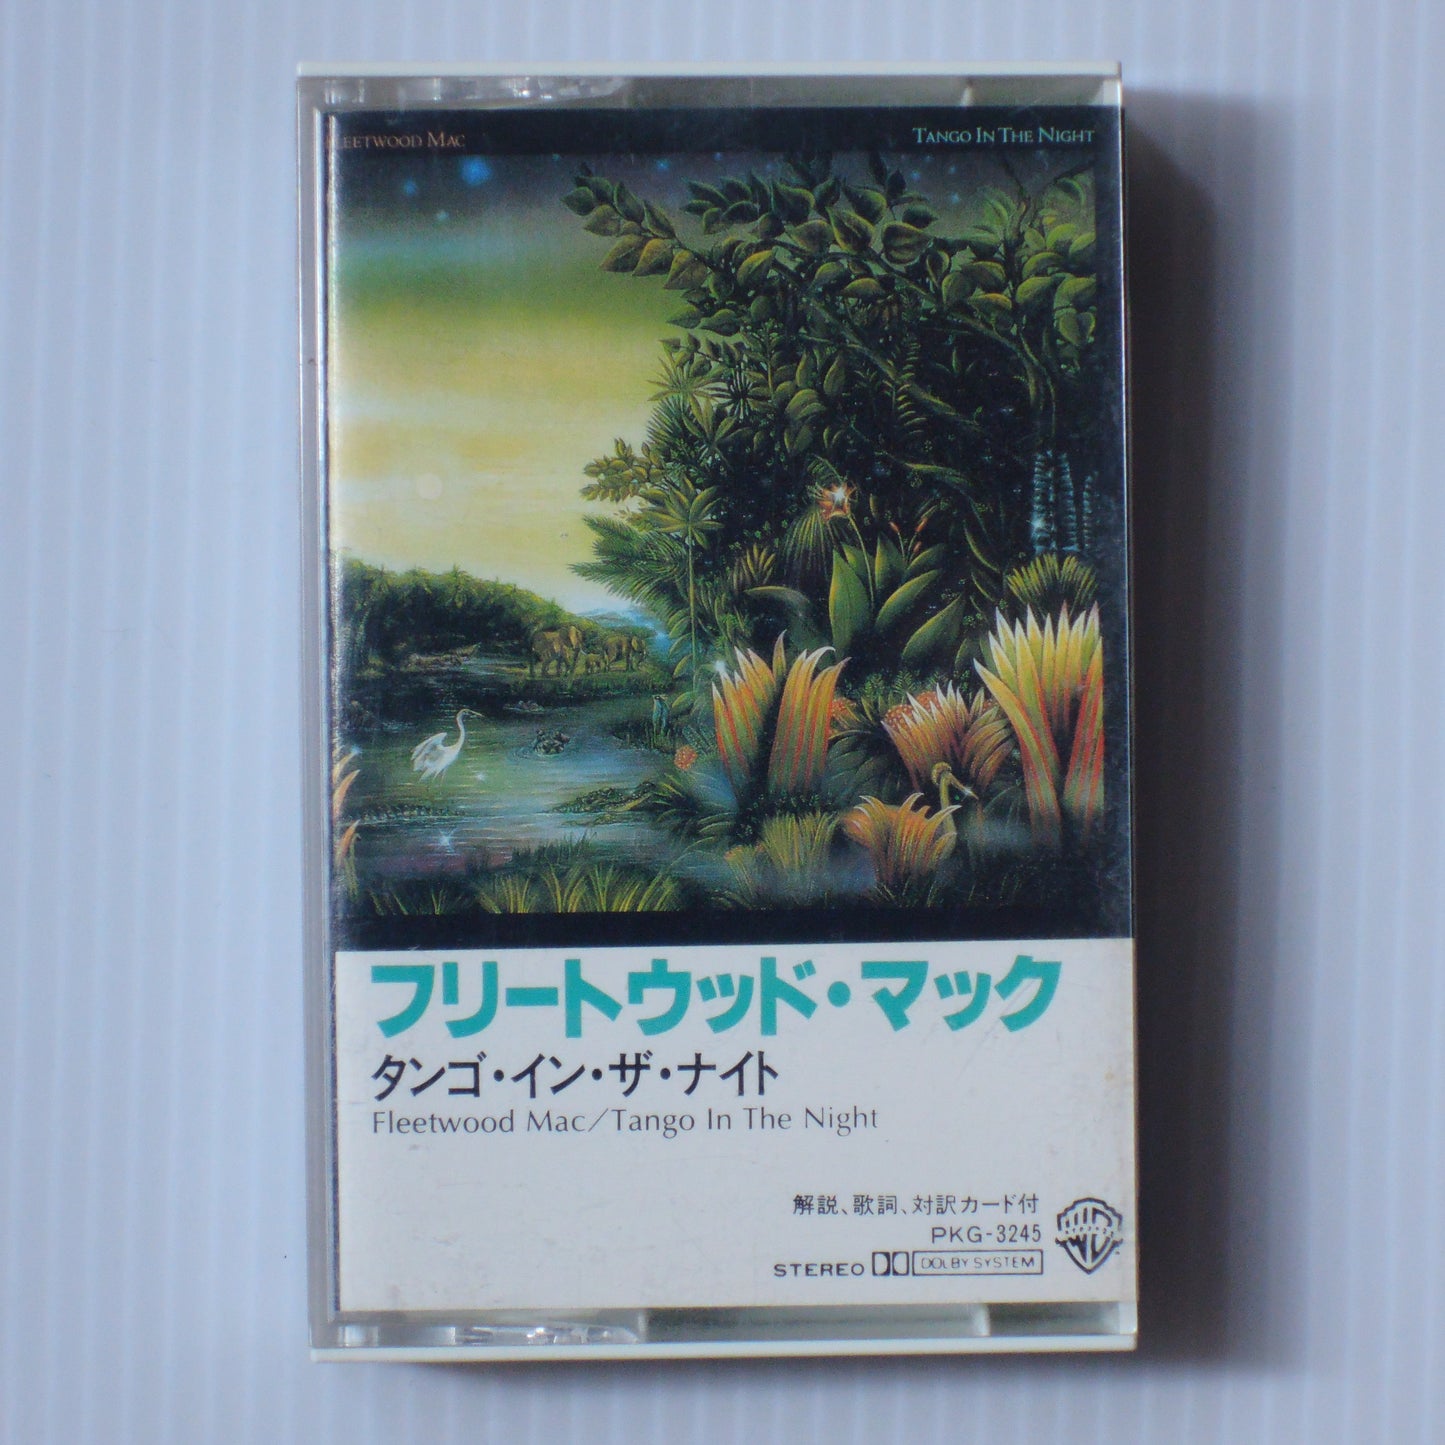 FLEETWOOD MAC
TANGO IN THE NIGHT
フリートウッド・マック
タンゴ・イン・ザ・ナイト
Fleetwood Mac/Tango In The Night
解説、歌詞、対訳カード付
PKG-3245
STEREO DOLBY SYSTEM